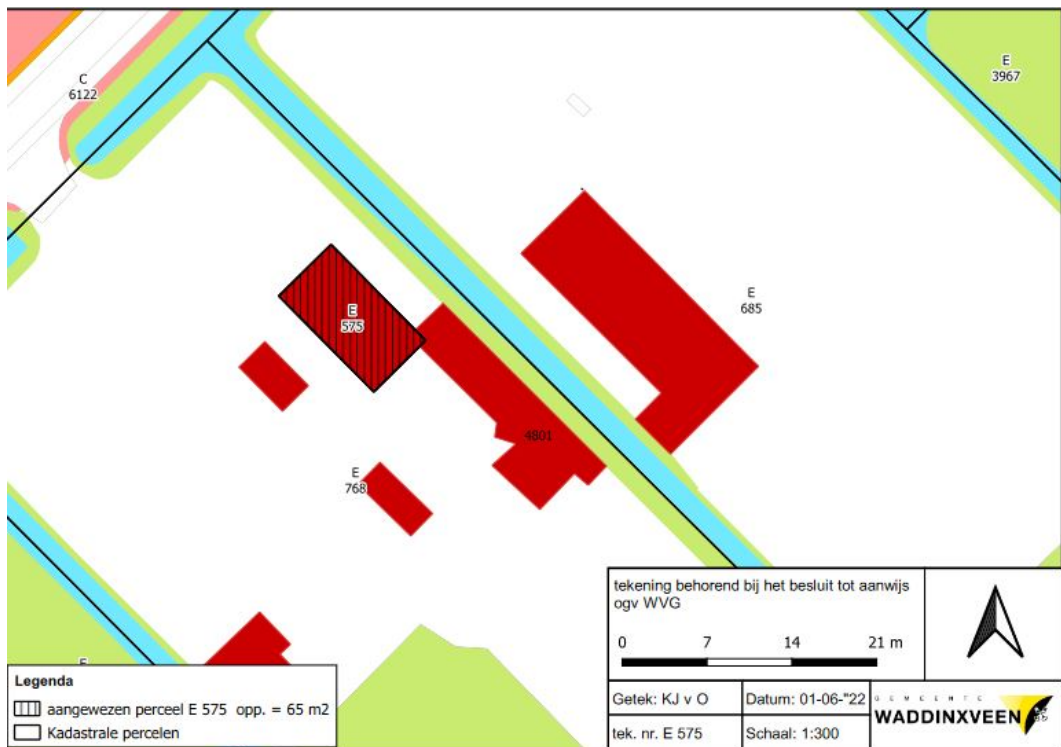 C
6122
E
3967
E
575
E
685
4801
E
768
E
tekening behorend bij het besluit tot aanwijs
ogv WVG
0 7 14 21 m
Legenda
aangewezen perceel E 575 opp. = 65 m2
Kadastrale percelen
Getek: KJ v O
Datum: 01-06-"22
tek. nr. E 575
Schaal: 1:300
GEMEENTE
WADDINXVEEN